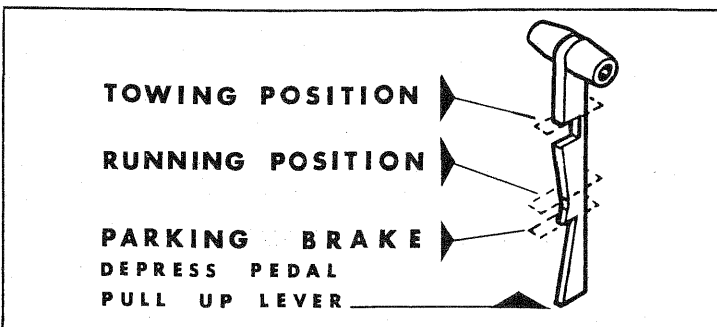 TOWING POSITION
RUNNING POSITION
PARKING BRAKE
DEPRESS PEDAL
PULL UP LEVER